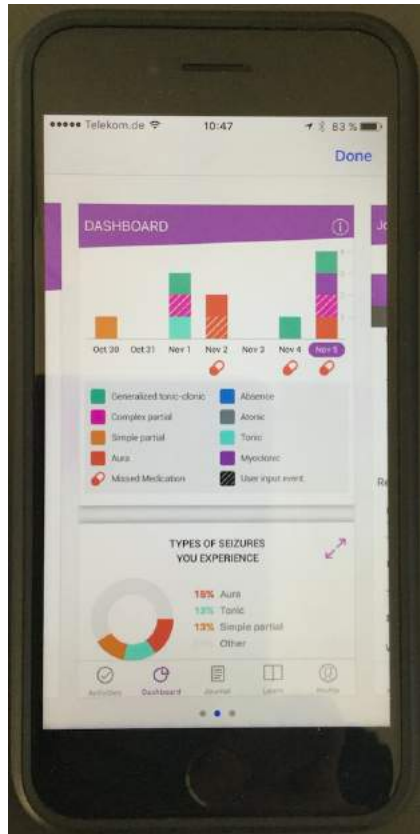 Telekom.de 10:47 83 %
Done
DASHBOARD
Oct 30 Oct 31 Nov 1 Nov 2 Nov 3 Nov 4 Nov 5
Generalized tonic-clonic Absence
Complex partial Atonic
Simple partial Tonic
Aura Myoclonic
Missed Medication User input event
TYPES OF SEIZURES
YOU EXPERIENCE
Aura
13% Tonic
13% Simple partial
Other
Activities Dashboard Journal Learn Profile